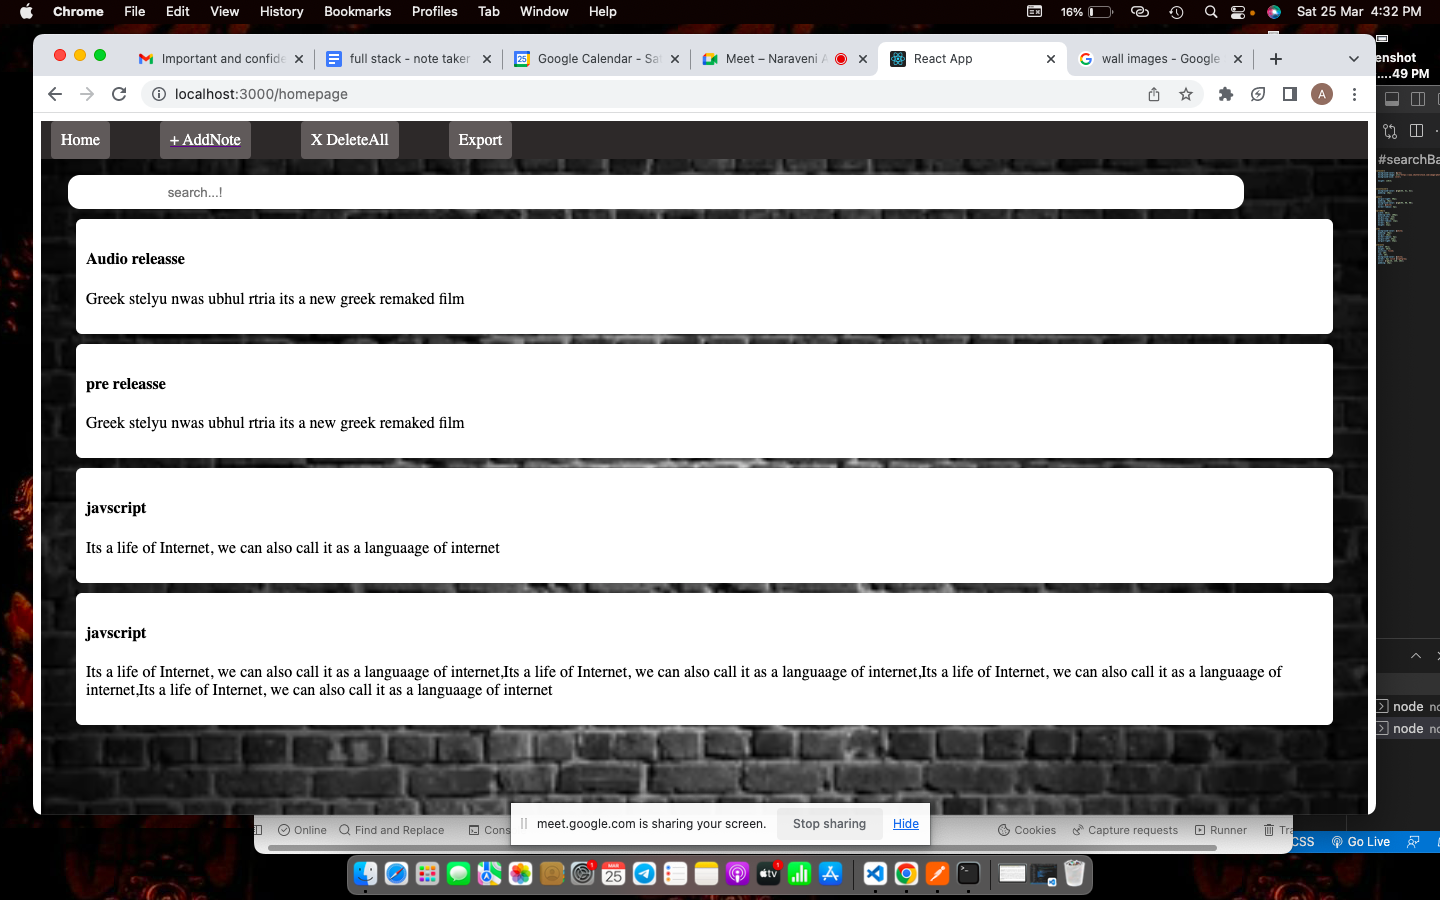 Chrome File Edit View History Bookmarks Profiles Tab Window Help 16% Sat 25 Mar 4:32 PM
Important and confide full stack - note taker Google Calendar - Sat Meet – Naraveni A React App wall images - Google
enshot
....49 PM
localhost:3000/homepage A
Home + AddNote X DeleteAll Export
#searchBa
search...!
Audio releasse
Greek stelyu nwas ubhul rtria its a new greek remaked film
pre releasse
Greek stelyu nwas ubhul rtria its a new greek remaked film
javscript
Its a life of Internet, we can also call it as a languaage of internet
javscript
Its a life of Internet, we can also call it as a languaage of internet,Its a life of Internet, we can also call it as a languaage of internet,Its a life of Internet, we can also call it as a languaage of
internet,Its a life of Internet, we can also call it as a languaage of internet
node no
node no
meet.google.com is sharing your screen. Stop sharing Hide
Online Find and Replace Cons Cookies Capture requests Runner Tra
CSS Go Live
MAR
25
tv
1
1